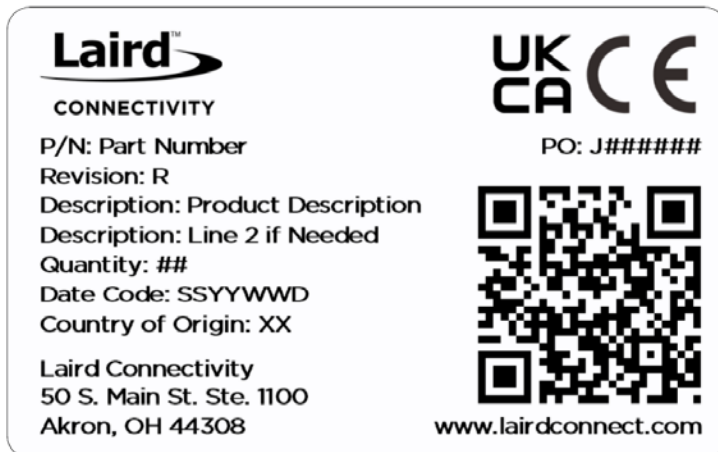 Laird™
CONNECTIVITY
UK
CA CE
P/N: Part Number
PO: J######
Revision: R
Description: Product Description
Description: Line 2 if Needed
Quantity: ##
Date Code: SSYYWWD
Country of Origin: XX
Laird Connectivity
50 S. Main St. Ste. 1100
Akron, OH 44308
www.lairdconnect.com